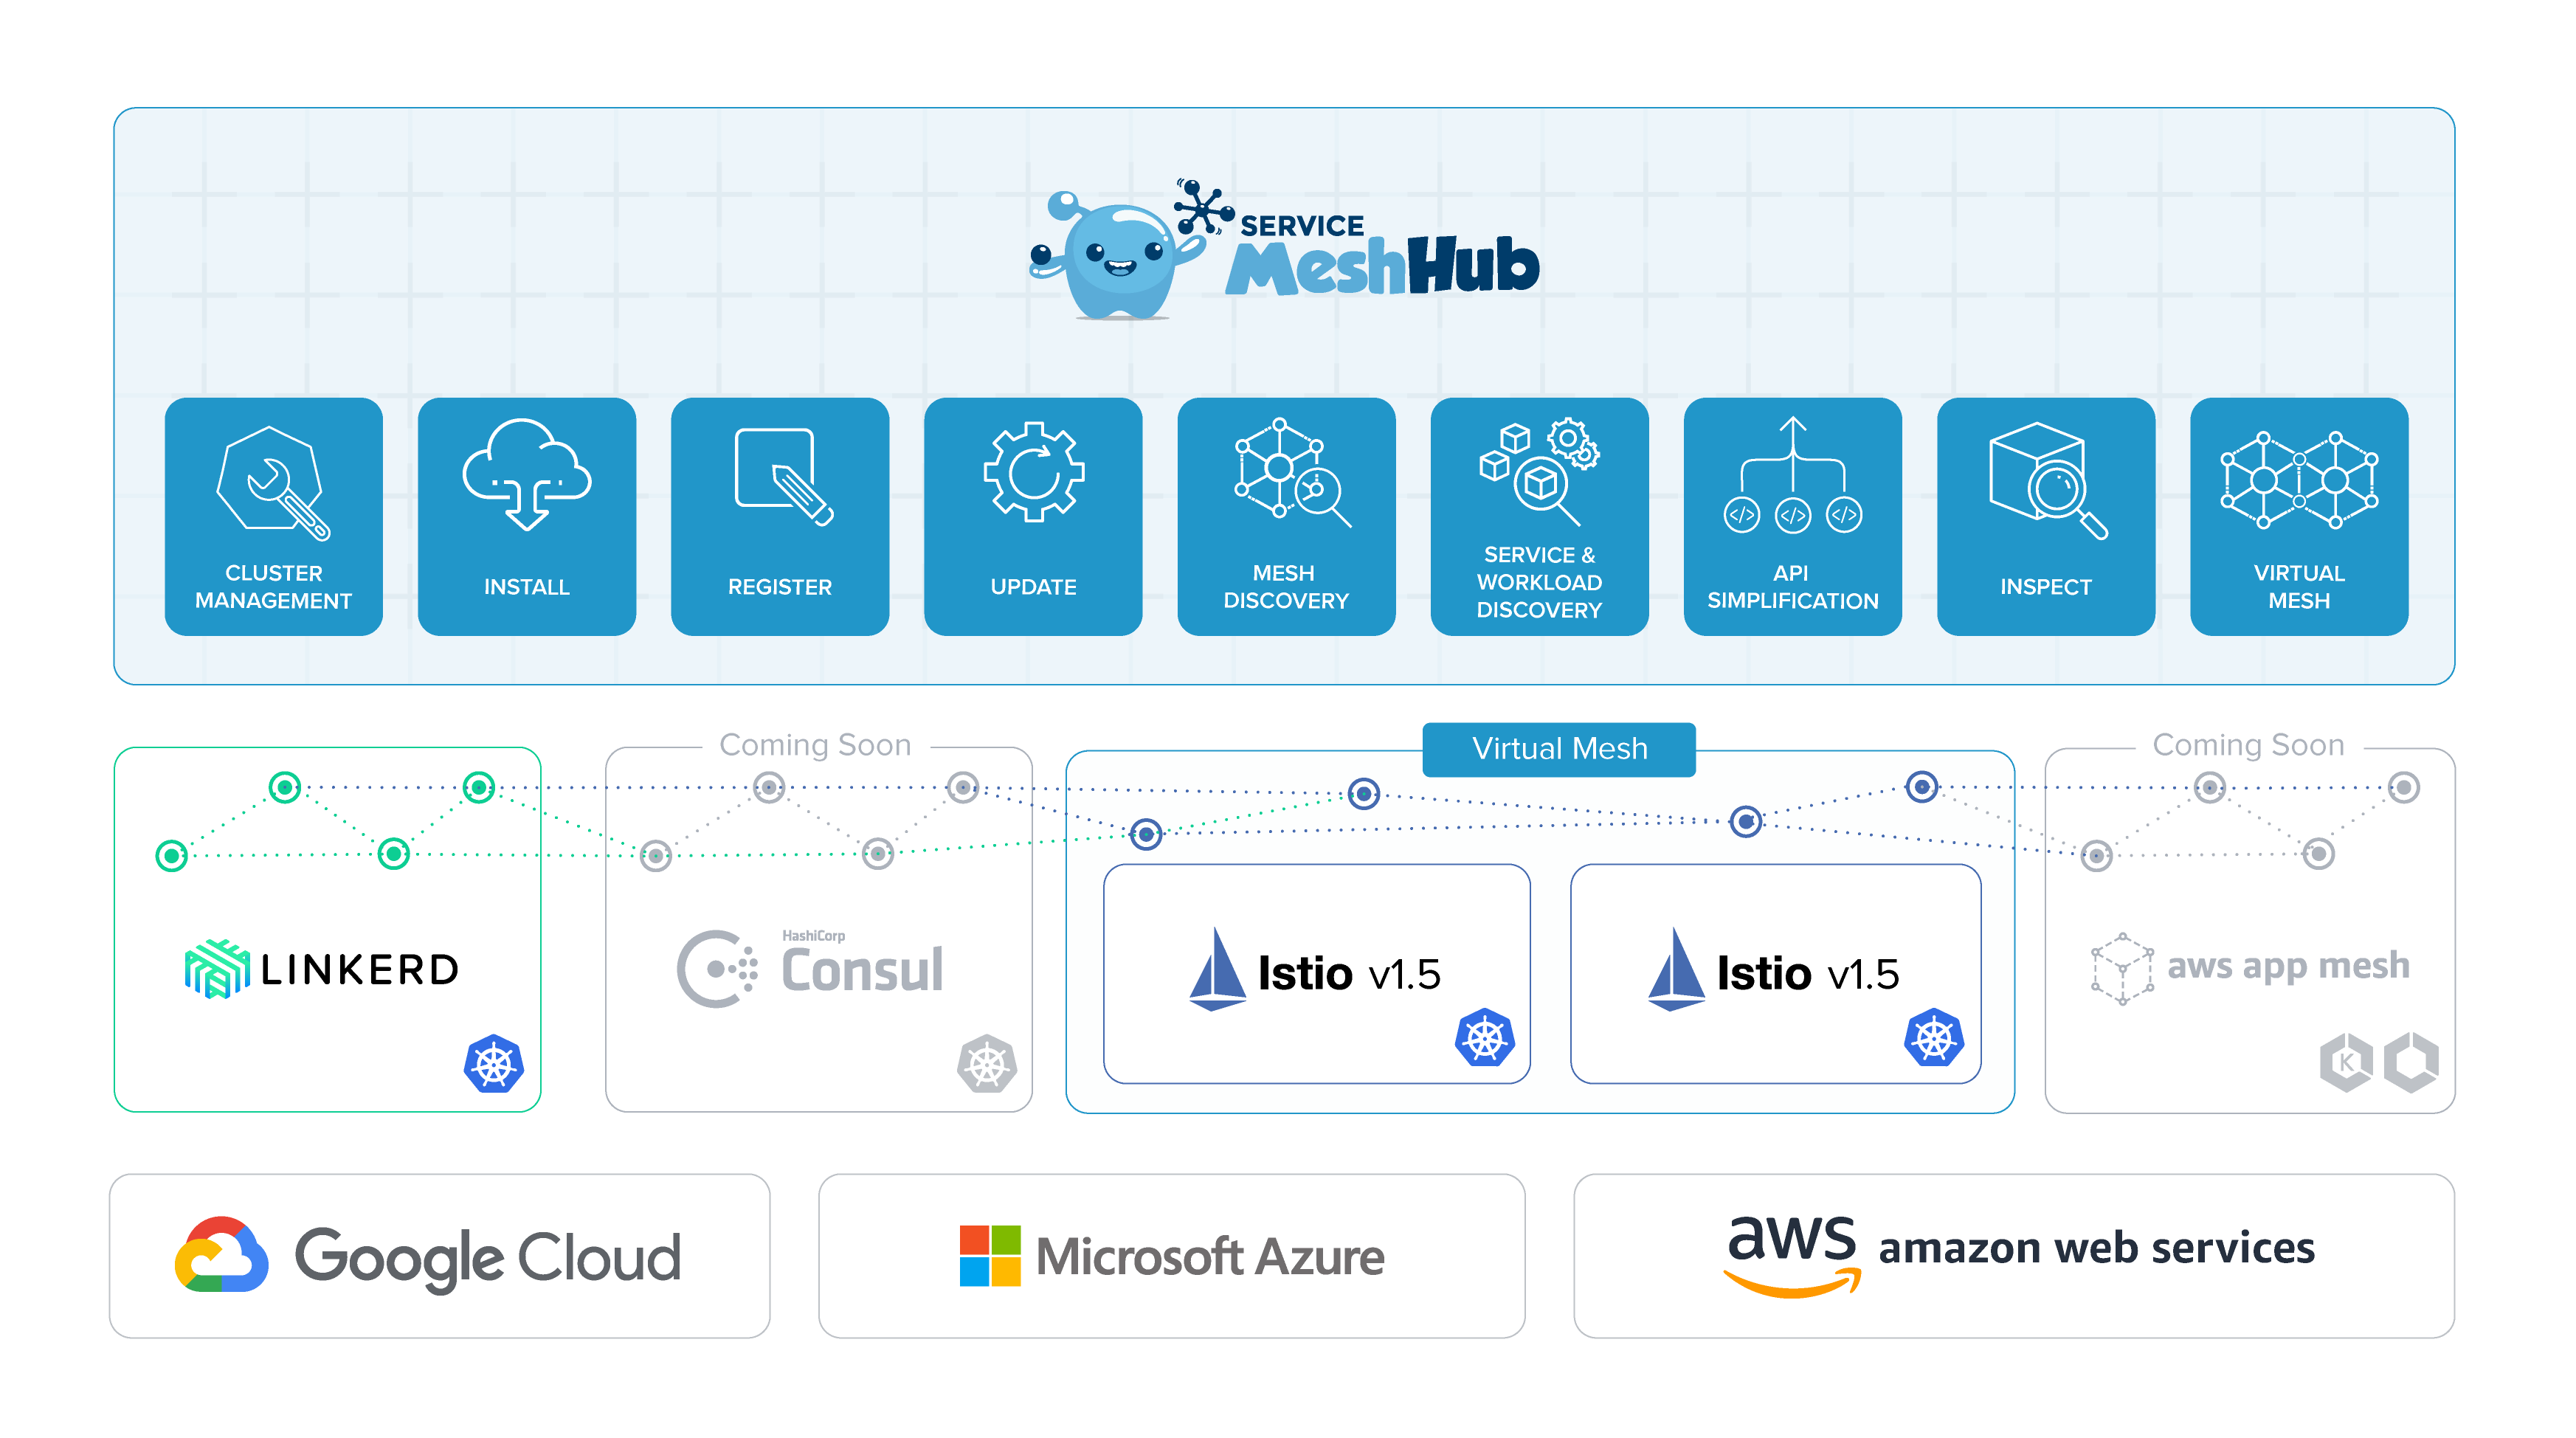 SERVICE
MeshHub
CLUSTER
MANAGEMENT
INSTALL
REGISTER
UPDATE
MESH
DISCOVERY
SERVICE &
WORKLOAD
DISCOVERY
</>
</>
</>
API
SIMPLIFICATION
INSPECT
VIRTUAL
MESH
LINKERD
Coming Soon
HashiCorp
Consul
Virtual Mesh
Istio v1.5
Istio v1.5
Coming Soon
aws app mesh
K
Google Cloud
Microsoft Azure
aws amazon web services